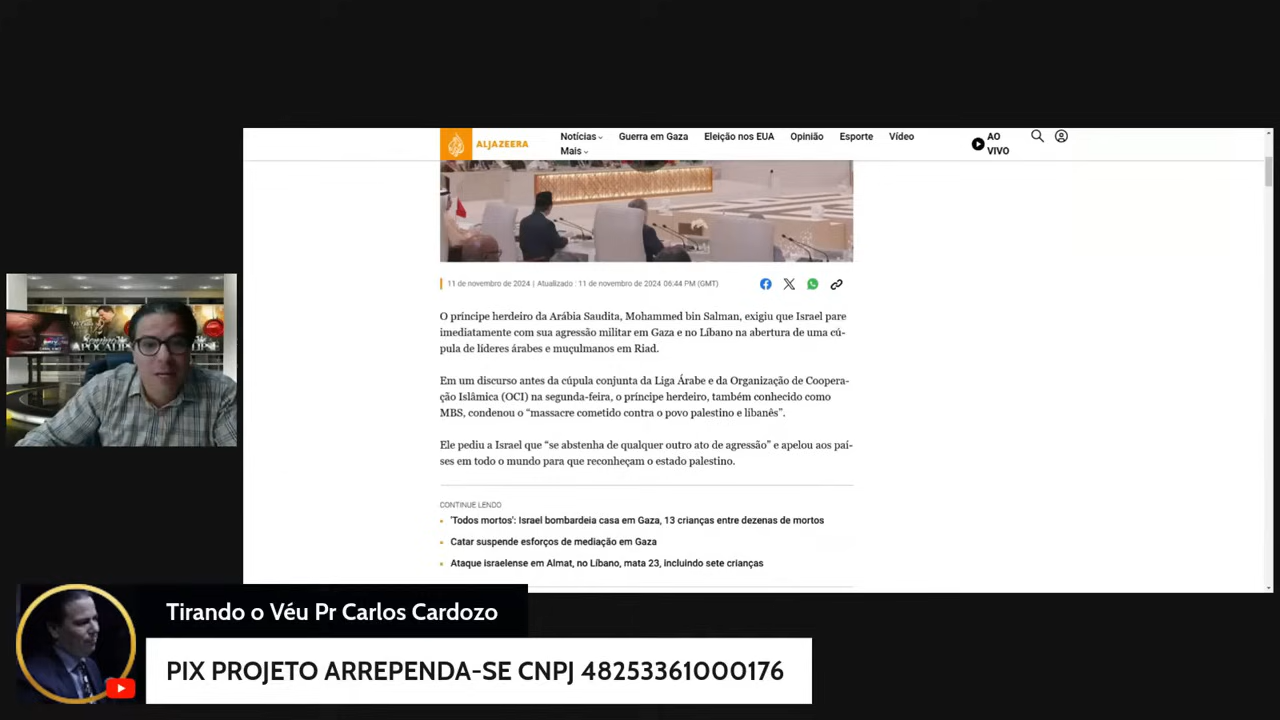 ALJAZEERA
Notícias
Guerra em Gaza
Eleição nos EUA
Opinião
Esporte
Vídeo
Mais
AO
VIVO
11 de novembro de 2024 | Atualizado : 11 de novembro de 2024 06:44 PM (GMT)
O príncipe herdeiro da Arábia Saudita, Mohammed bin Salman, exigiu que Israel pare
imediatamente com sua agressão militar em Gaza e no Líbano na abertura de uma cú-
pula de líderes árabes e muçulmanos em Riad.
Em um discurso antes da cúpula conjunta da Liga Árabe e da Organização de Coopera-
ção Islâmica (OCI) na segunda-feira, o príncipe herdeiro, também conhecido como
MBS, condenou o “massacre cometido contra o povo palestino e libanês”.
Ele pediu a Israel que “se abstenha de qualquer outro ato de agressão” e apelou aos paí-
ses em todo o mundo para que reconheçam o estado palestino.
CONTINUE LENDO
'Todos mortos': Israel bombardeia casa em Gaza, 13 crianças entre dezenas de mortos
Catar suspende esforços de mediação em Gaza
Ataque israelense em Almat, no Líbano, mata 23, incluindo sete crianças
Tirando o Véu Pr Carlos Cardozo
PIX PROJETO ARREPENDA-SE CNPJ 48253361000176